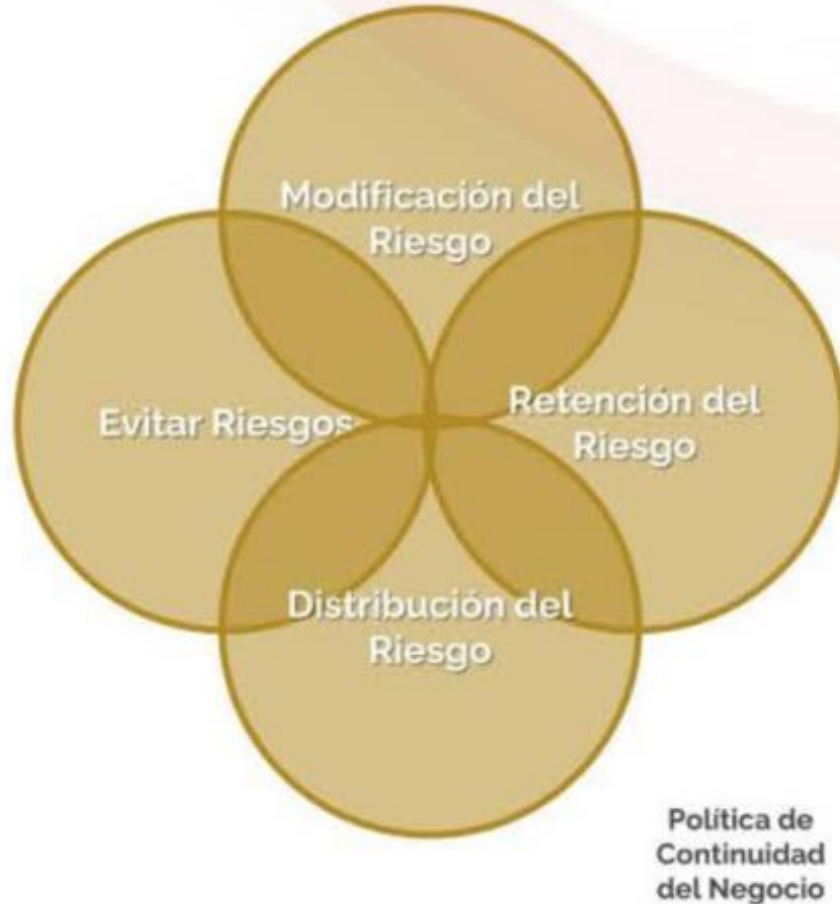 Modificación del
Riesgo
Evitar Riesgos
Retención del
Riesgo
Distribución del
Riesgo
Política de
Continuidad
del Negocio